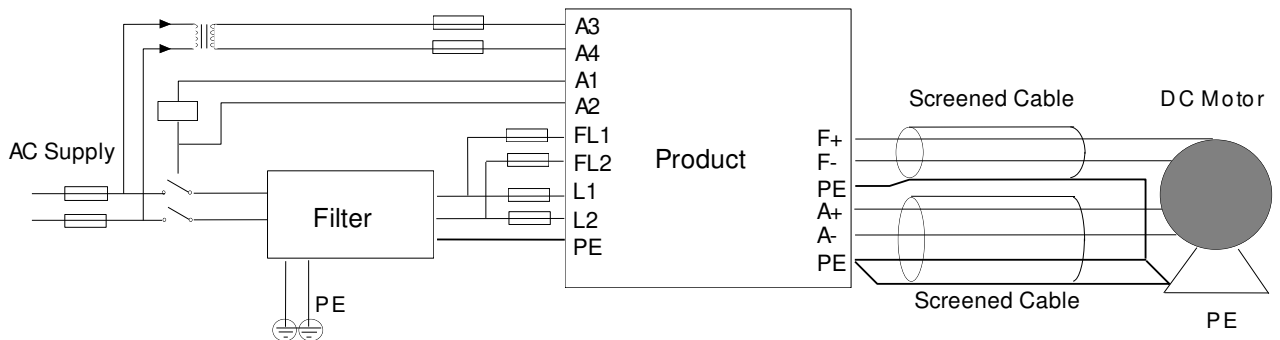 A3
A4
A1
A2
FL1
FL2
L1
L2
PE
AC Supply
Filter
PE
Product
F+
F-
PE
A+
A-
PE
Screened Cable
Screened Cable
DC Motor
PE